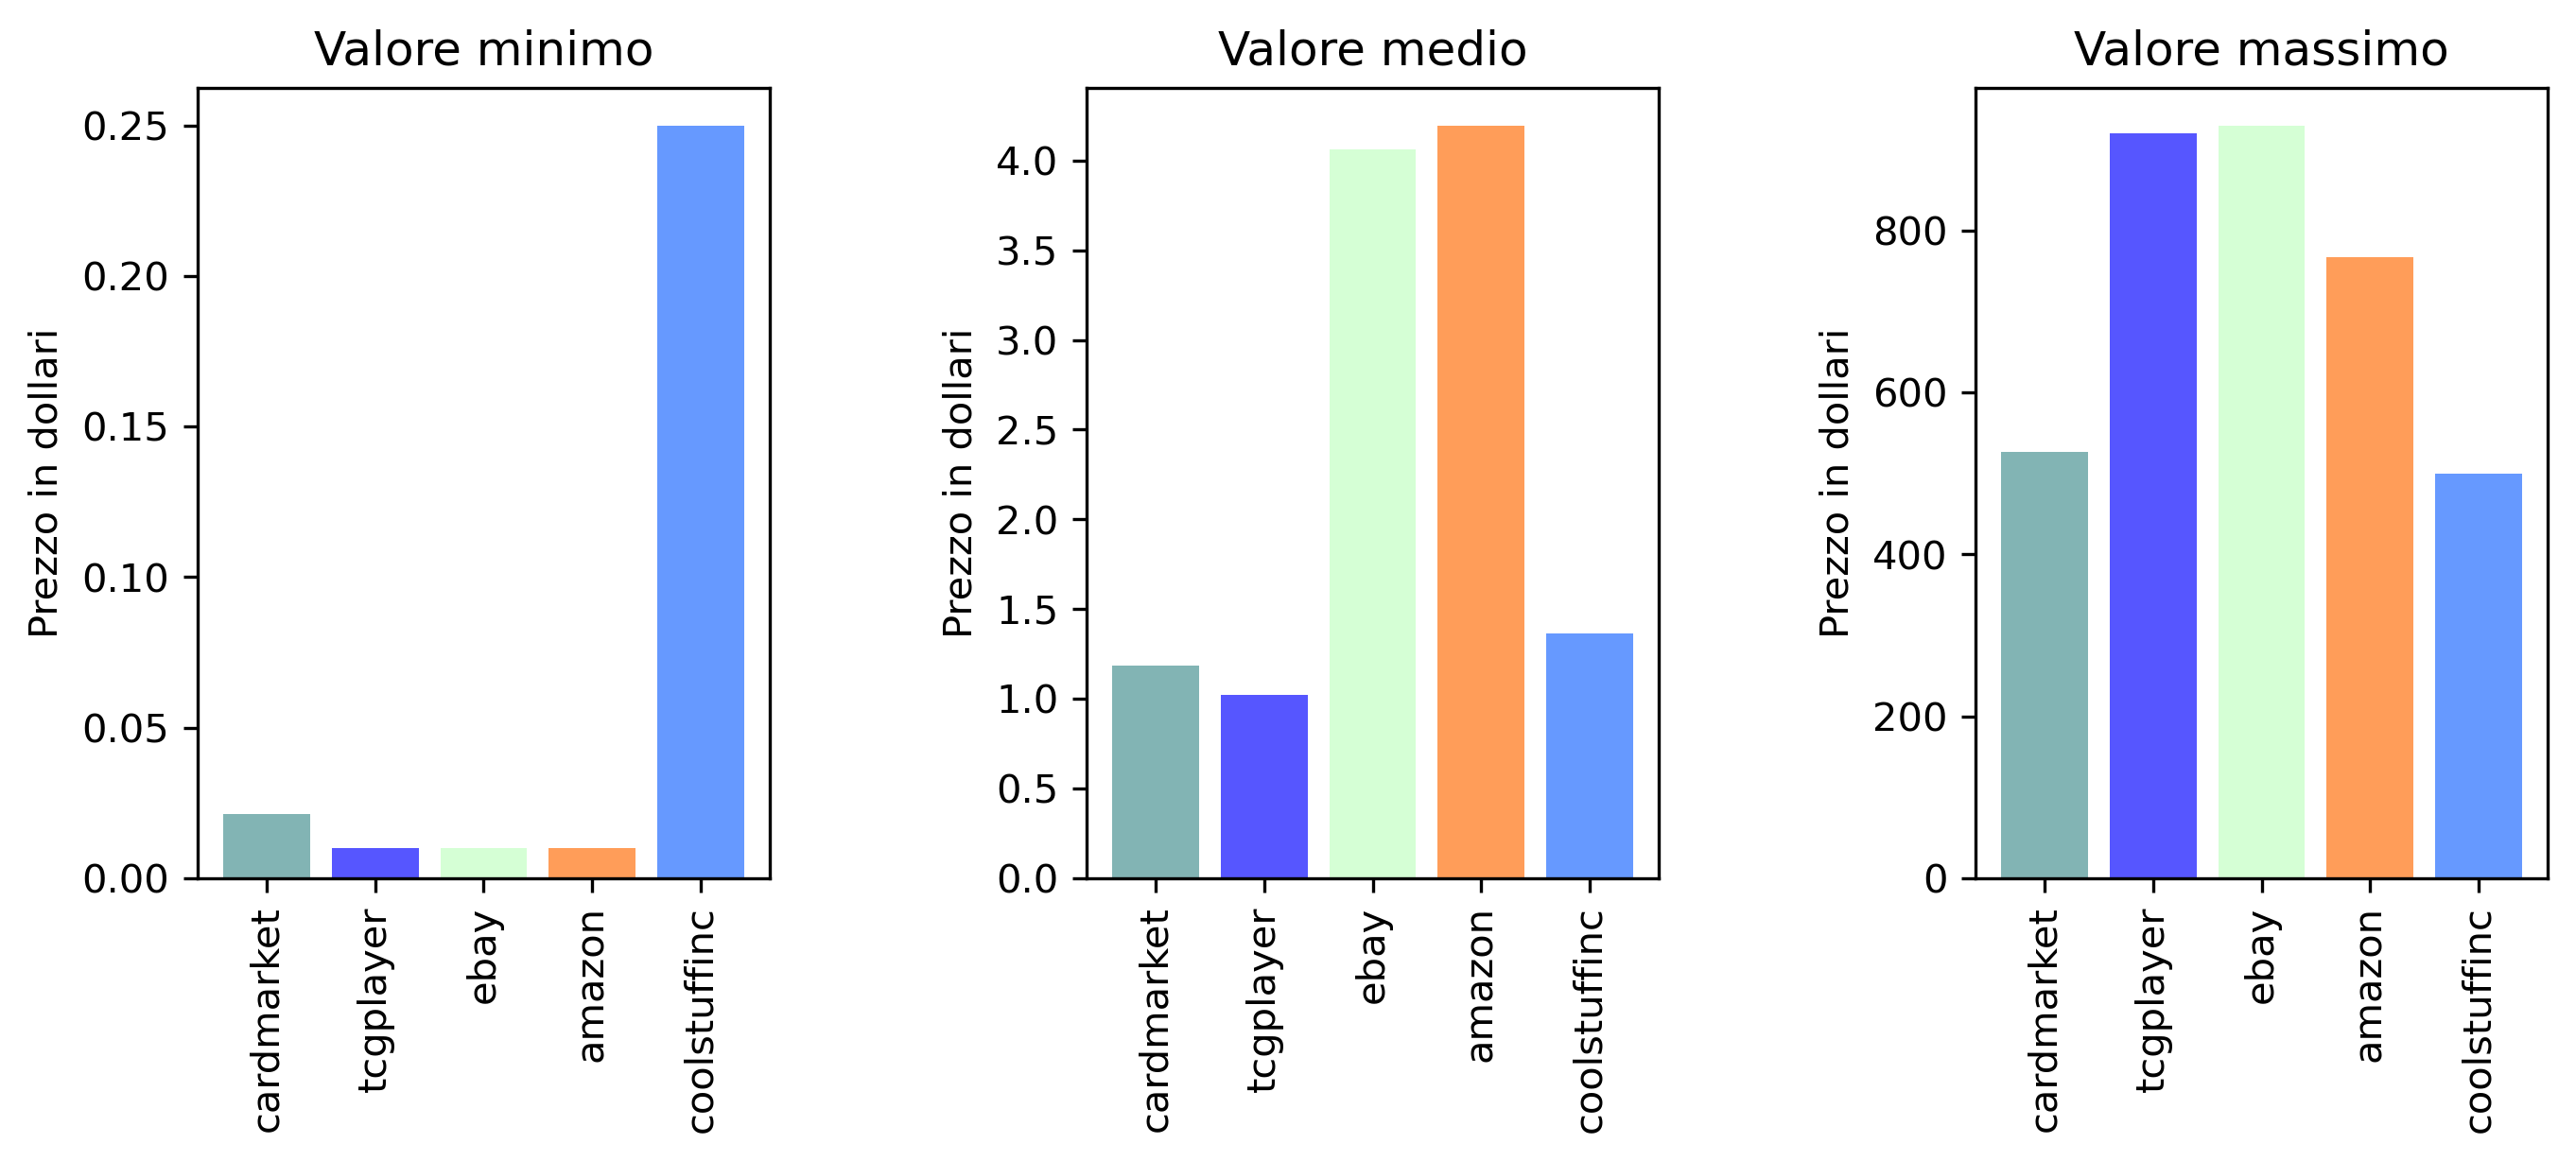 Valore minimo
Prezzo in dollari
0.25
0.20
0.15
0.10
0.05
0.00
cardmarket
tcgplayer
ebay
amazon
coolstuffinc
Valore medio
Prezzo in dollari
4.0
3.5
3.0
2.5
2.0
1.5
1.0
0.5
0.0
cardmarket
tcgplayer
ebay
amazon
coolstuffinc
Valore massimo
Prezzo in dollari
800
600
400
200
0
cardmarket
tcgplayer
ebay
amazon
coolstuffinc